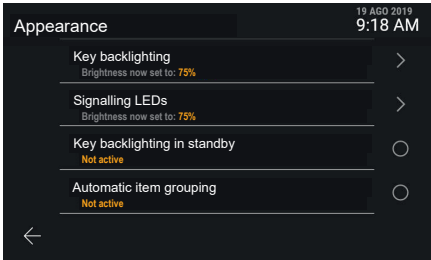 Appearance
19 AGO 2019
9:18 AM
Key backlighting
Brightness now set to: 75%
Signalling LEDs
Brightness now set to: 75%
Key backlighting in standby
Not active
Automatic item grouping
Not active